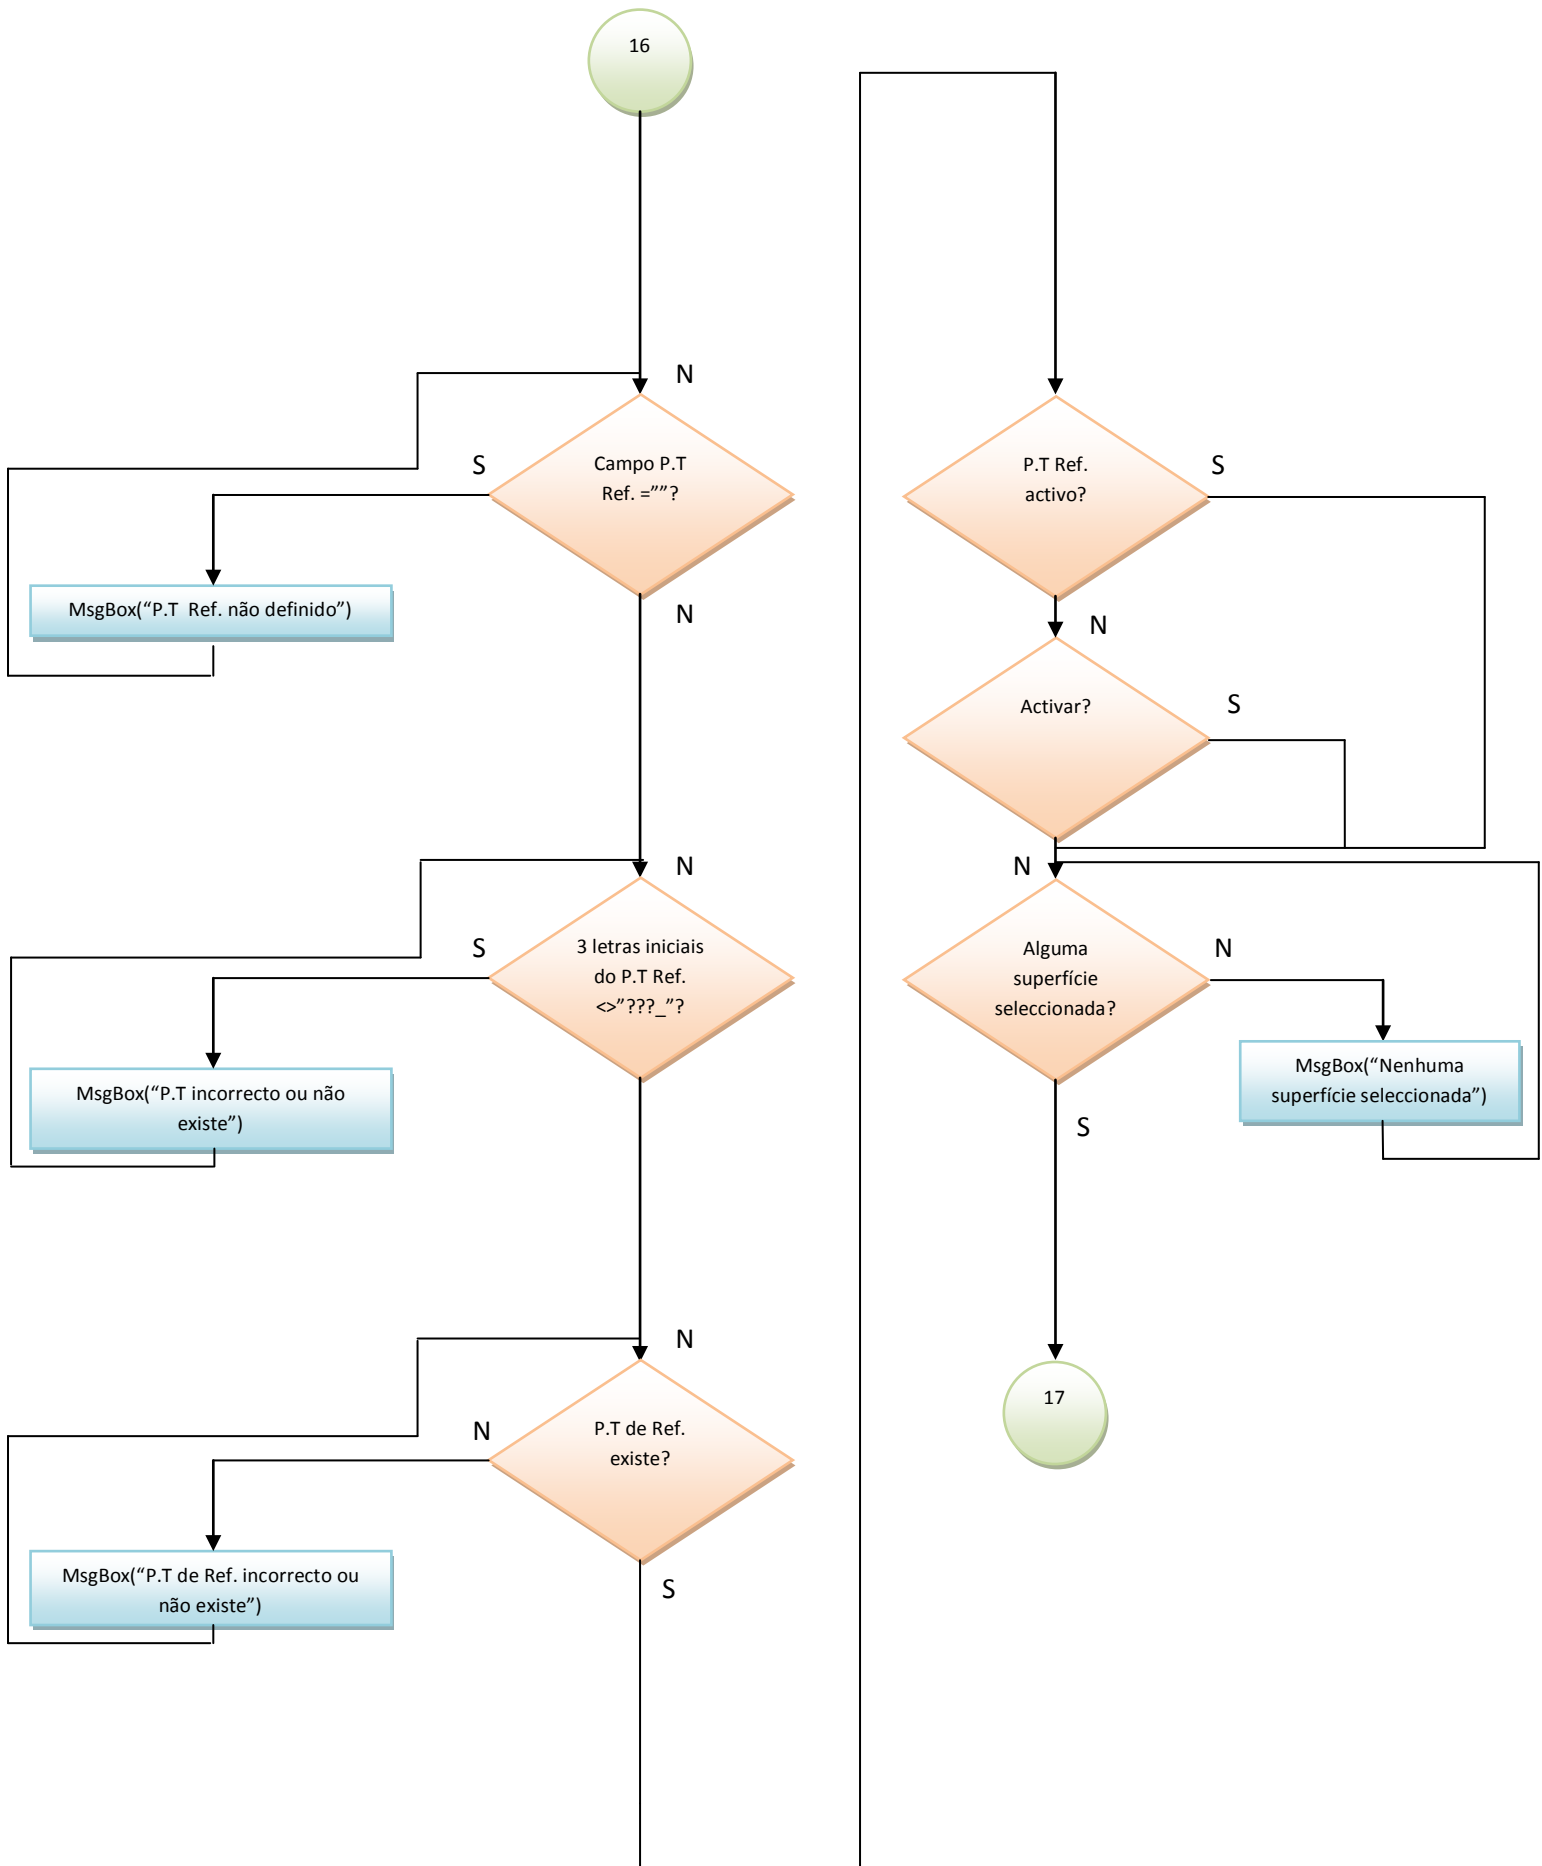 16
N
S
Campo P.T
Ref. =””?
MsgBox(“P.T  Ref. não definido”)
N
N
S
3 letras iniciais
do P.T Ref.
<>”???_”?
MsgBox(“P.T incorrecto ou não
existe”)
N
N
P.T de Ref.
existe?
MsgBox(“P.T de Ref. incorrecto ou
não existe”)
S
P.T Ref.
activo?
S
N
Activar?
S
N
Alguma
superfície
seleccionada?
N
MsgBox(“Nenhuma
superfície seleccionada”)
S
17